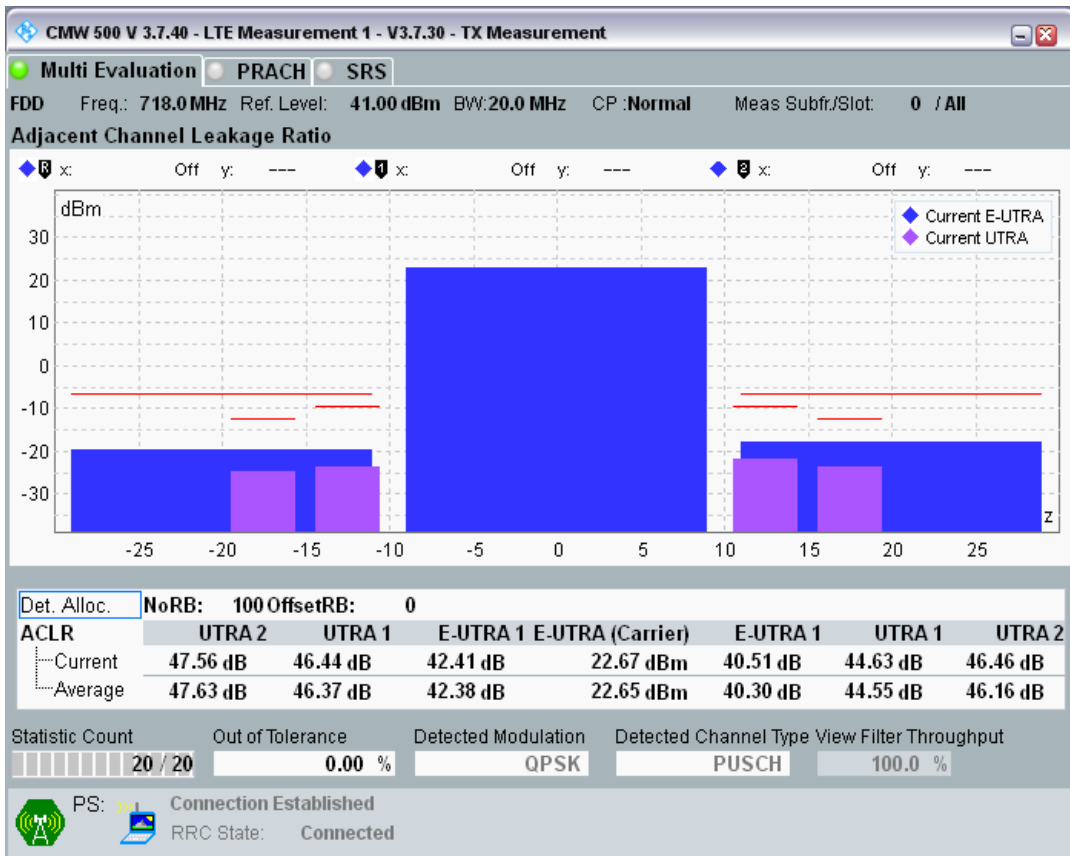 CMW 500 V 3.7.40 - LTE Measurement 1 - V3.7.30 - TX Measurement
Multi Evaluation PRACH SRS
FDD Freq.: 718.0 MHz Ref. Level: 41.00 dBm BW: 20.0 MHz CP : Normal Meas Subfr./Slot: 0 / All
Adjacent Channel Leakage Ratio
R x: Off y: --- 1 x: Off y: --- 2 x: Off y: ---
dBm
Current E-UTRA
Current UTRA
30
20
10
0
-10
-20
-30
z
-25 -20 -15 -10 -5 0 5 10 15 20 25
Det. Alloc. NoRB: 100 OffsetRB: 0
ACLR UTRA 2 UTRA 1 E-UTRA 1 E-UTRA (Carrier) E-UTRA 1 UTRA 1 UTRA 2
Current 47.56 dB 46.44 dB 42.41 dB 22.67 dBm 40.51 dB 44.63 dB 46.46 dB
Average 47.63 dB 46.37 dB 42.38 dB 22.65 dBm 40.30 dB 44.55 dB 46.16 dB
Statistic Count Out of Tolerance Detected Modulation Detected Channel Type View Filter Throughput
20 / 20 0.00 % QPSK PUSCH 100.0 %
PS: Connection Established
RRC State: Connected